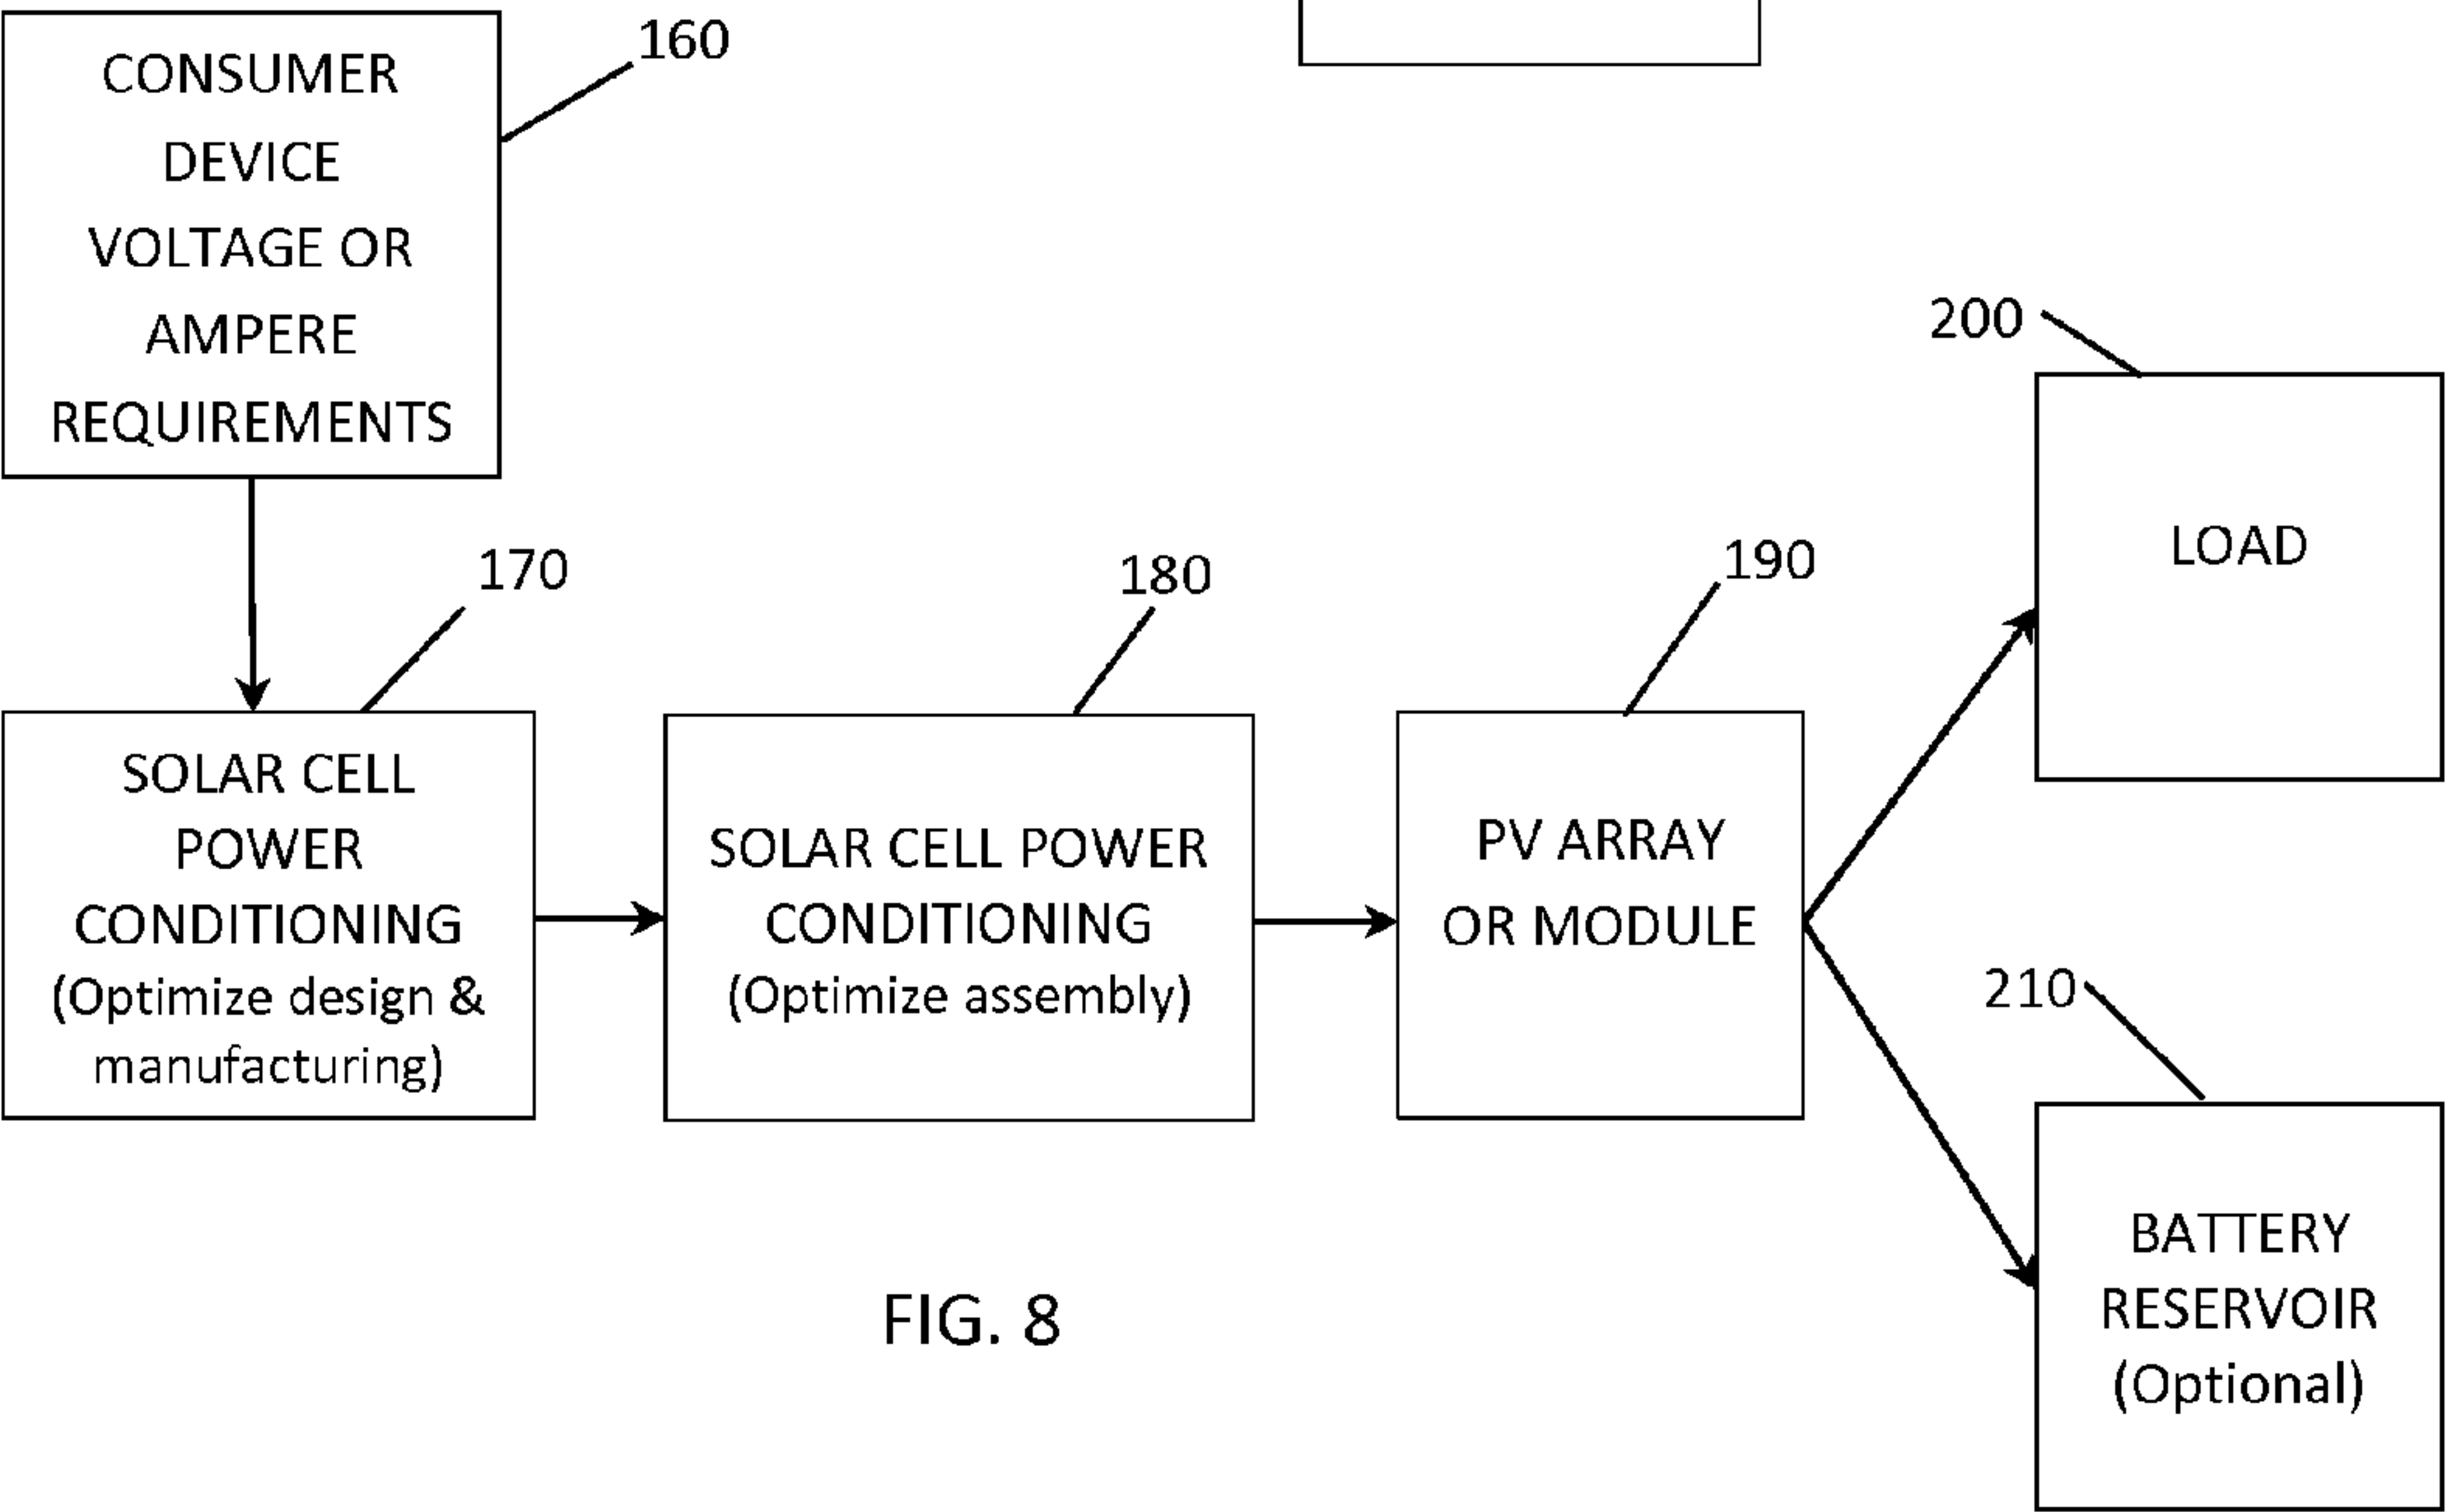 160
CONSUMER
DEVICE
VOLTAGE OR
AMPERE
REQUIREMENTS
170
SOLAR CELL
POWER
CONDITIONING
(Optimize design &
manufacturing)
180
SOLAR CELL POWER
CONDITIONING
(Optimize assembly)
190
PV ARRAY
OR MODULE
200
LOAD
210
BATTERY
RESERVOIR
(Optional)
FIG. 8